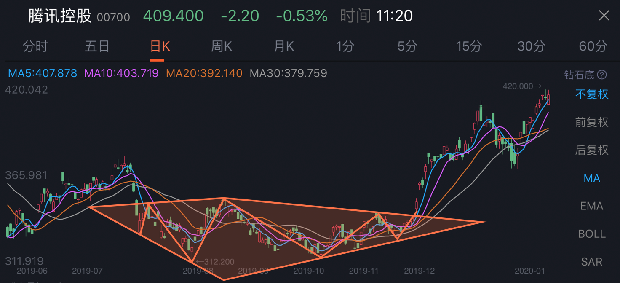 腾讯控股 00700 409.400 -2.20 -0.53% 时间 11:20
分时 五日 日K 周K 月K 1分 5分 15分 30分 60分
MA5:407.878 MA10:403.719 MA20:392.140 MA30:379.759 钻石底
420.042 420.000 不复权
前复权
后复权
365.981 MA
EMA
BOLL
311.919 312.200 SAR
2019-06 2019-07 2019-08 2019-09 2019-10 2019-11 2019-12 2020-01